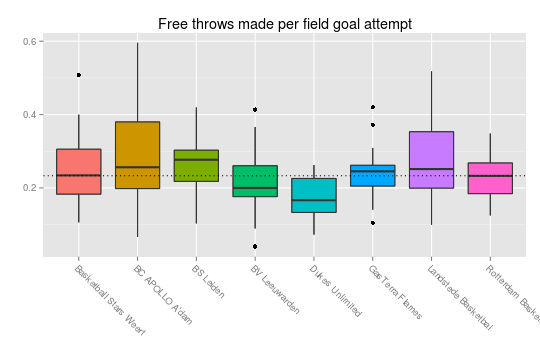 Free throws made per field goal attempt
0.6
0.4
0.2
Basketball Stars Weert
BC APOLLO A'dam
BS Leiden
BV Leeuwarden
Dukes Unlimited
GasTerra Flames
Landstede Basketbal
Rotterdam Basket